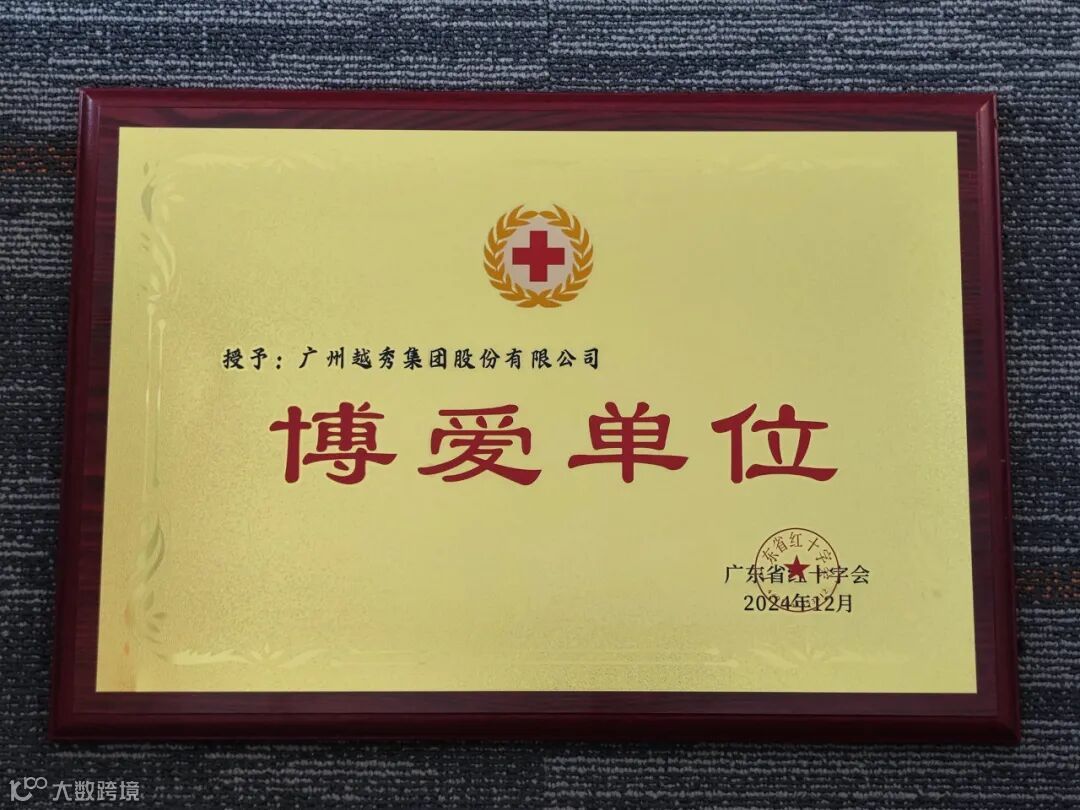 授予：广州越秀集团股份有限公司
博爱单位
广东省红十字会
2024年12月
大数跨境